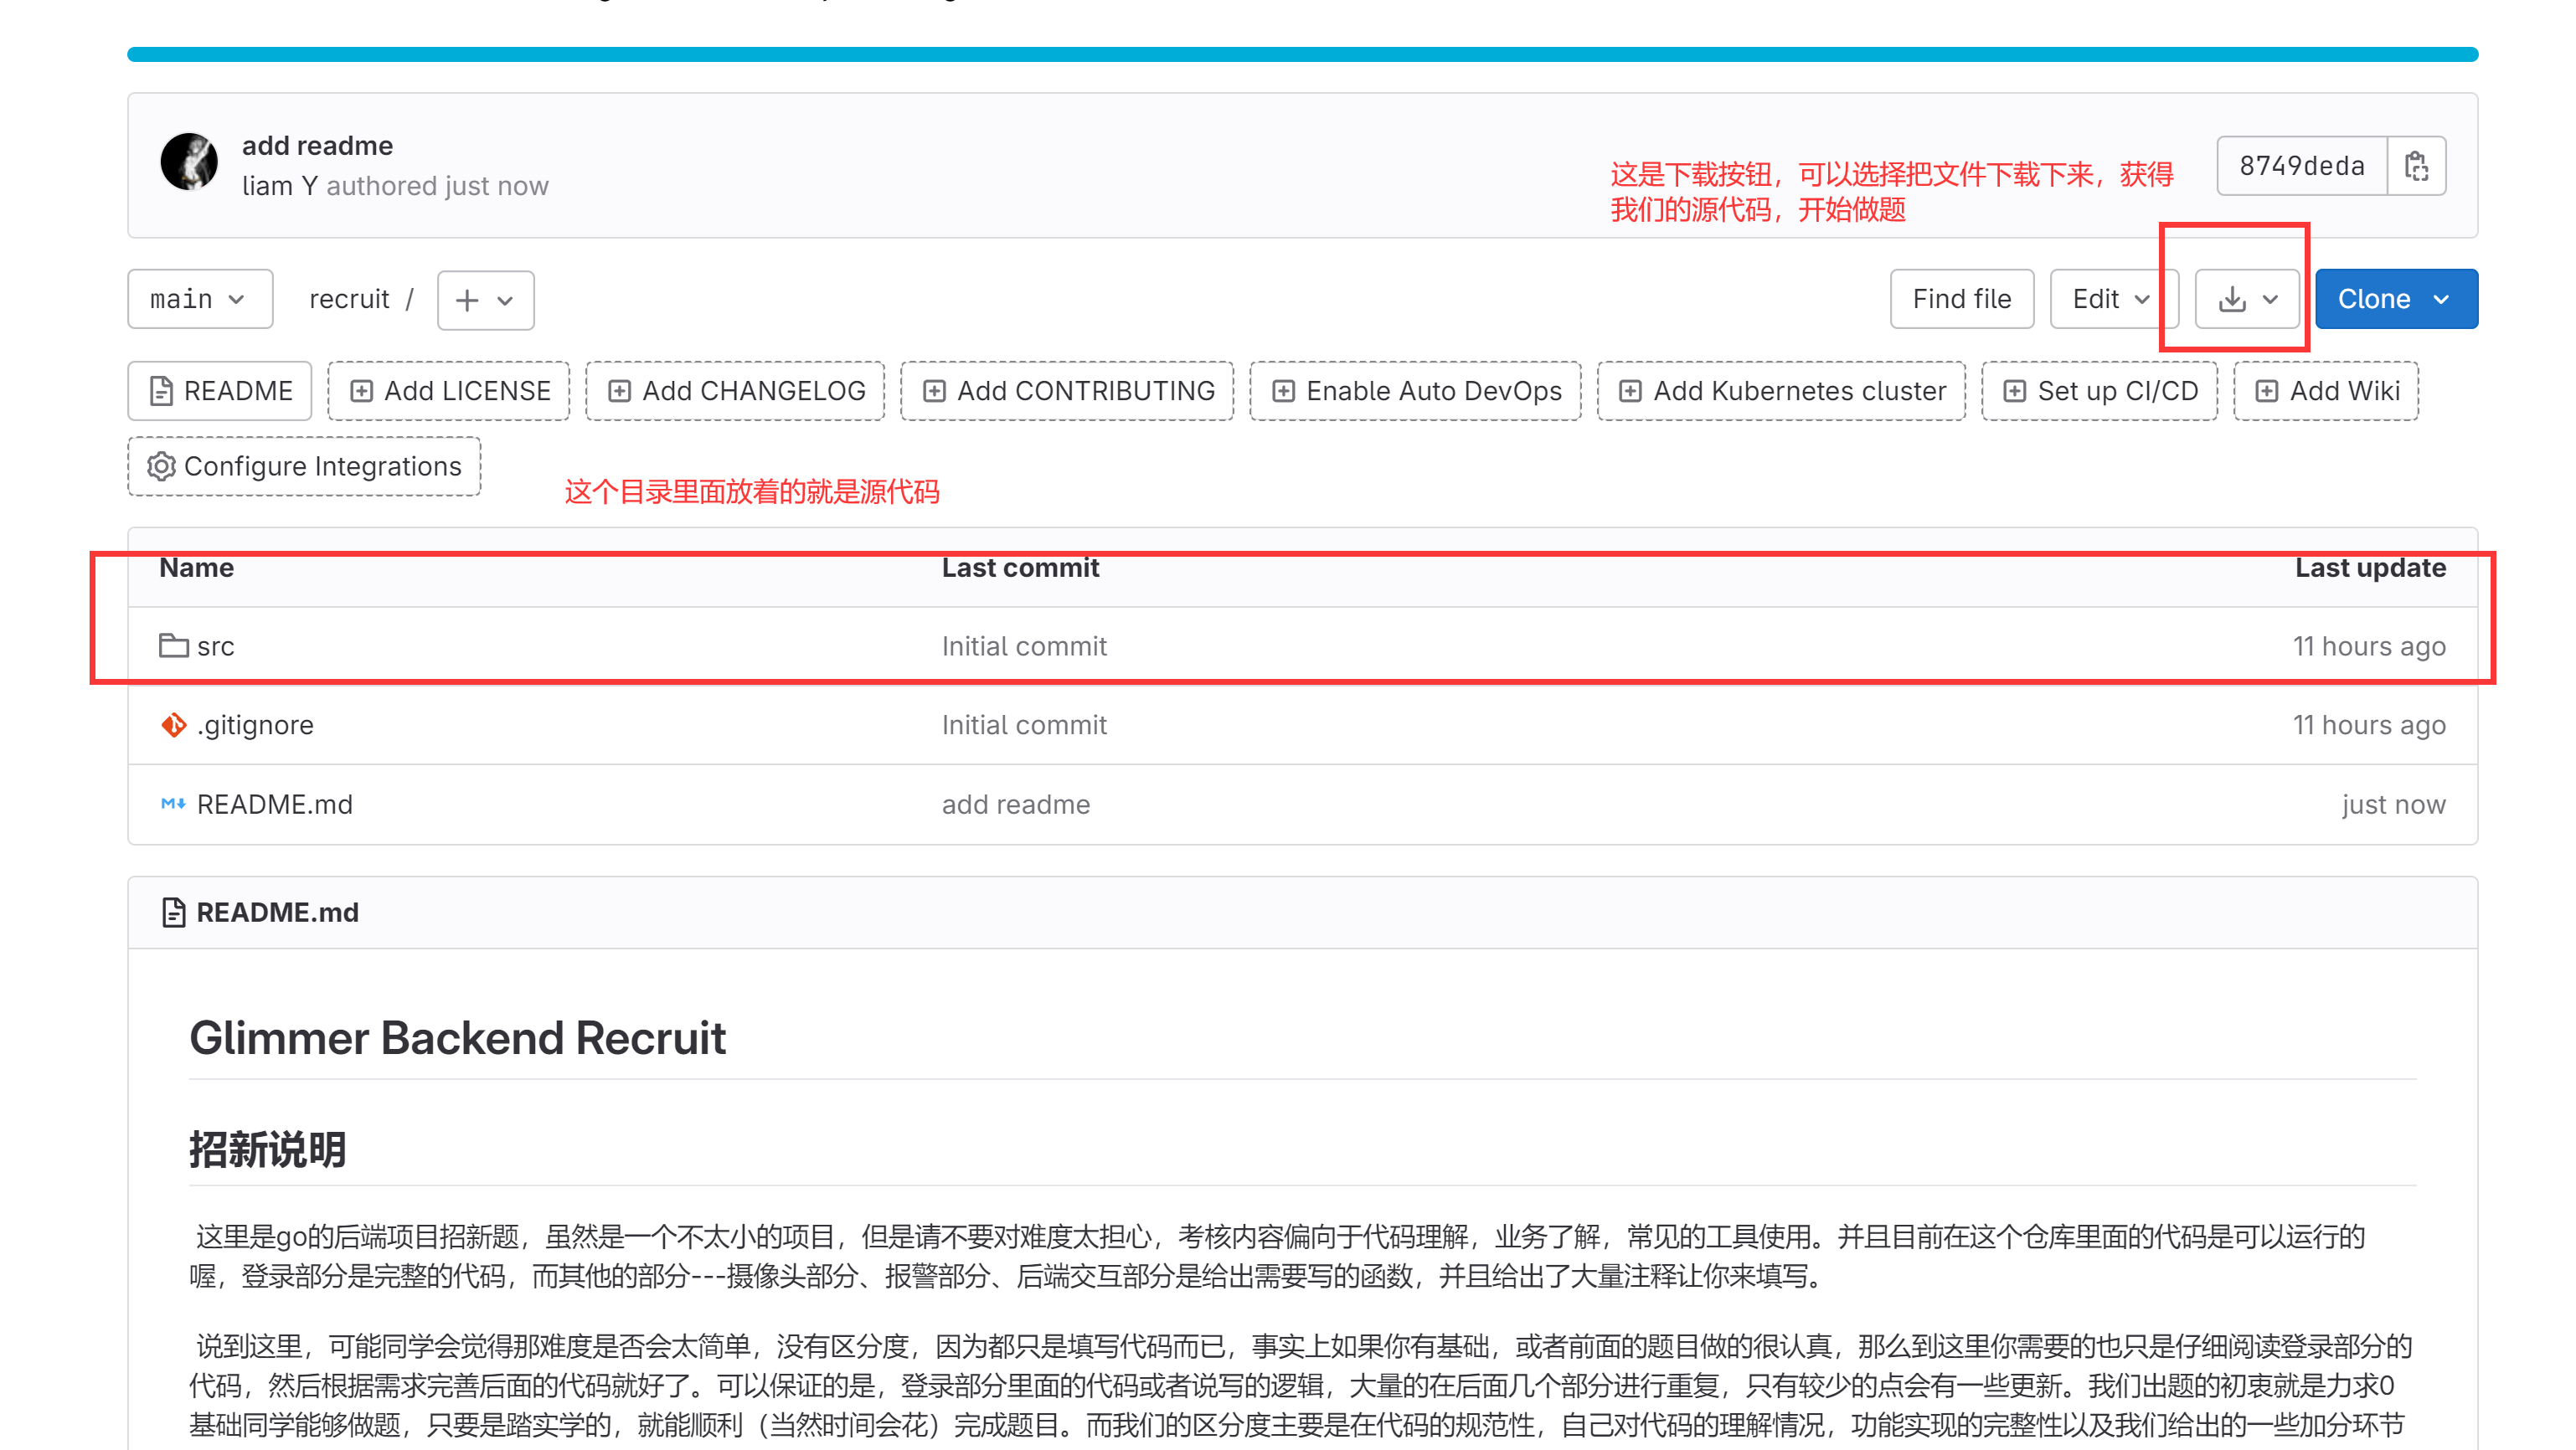 add readme
liam Y authored just now
这是下载按钮，可以选择把文件下载下来，获得
我们的源代码，开始做题
8749deda
main
recruit /
Find file
Edit
Clone
README
Add LICENSE
Add CHANGELOG
Add CONTRIBUTING
Enable Auto DevOps
Add Kubernetes cluster
Set up CI/CD
Add Wiki
Configure Integrations
这个目录里面放着的就是源代码
Name Last commit Last update
src Initial commit 11 hours ago
.gitignore Initial commit 11 hours ago
README.md add readme just now
README.md
Glimmer Backend Recruit
招新说明
这里是go的后端项目招新题，虽然是一个不太小的项目，但是请不要对难度太担心，考核内容偏向于代码理解，业务了解，常见的工具使用。并且目前在这个仓库里面的代码是可以运行的
喔，登录部分是完整的代码，而其他的部分---摄像头部分、报警部分、后端交互部分是给出需要写的函数，并且给出了大量注释让你来填写。
说到这里，可能同学会觉得那难度是否会太简单，没有区分度，因为都只是填写代码而已，事实上如果你有基础，或者前面的题目做的很认真，那么到这里你需要的也只是仔细阅读登录部分的
代码，然后根据需求完善后面的代码就好了。可以保证的是，登录部分里面的代码或者说写的逻辑，大量的在后面几个部分进行重复，只有较少的点会有一些更新。我们出题的初衷就是力求0
基础同学能够做题，只要是踏实学的，就能顺利（当然时间会花）完成题目。而我们的区分度主要是在代码的规范性，自己对代码的理解情况，功能实现的完整性以及我们给出的一些加分环节